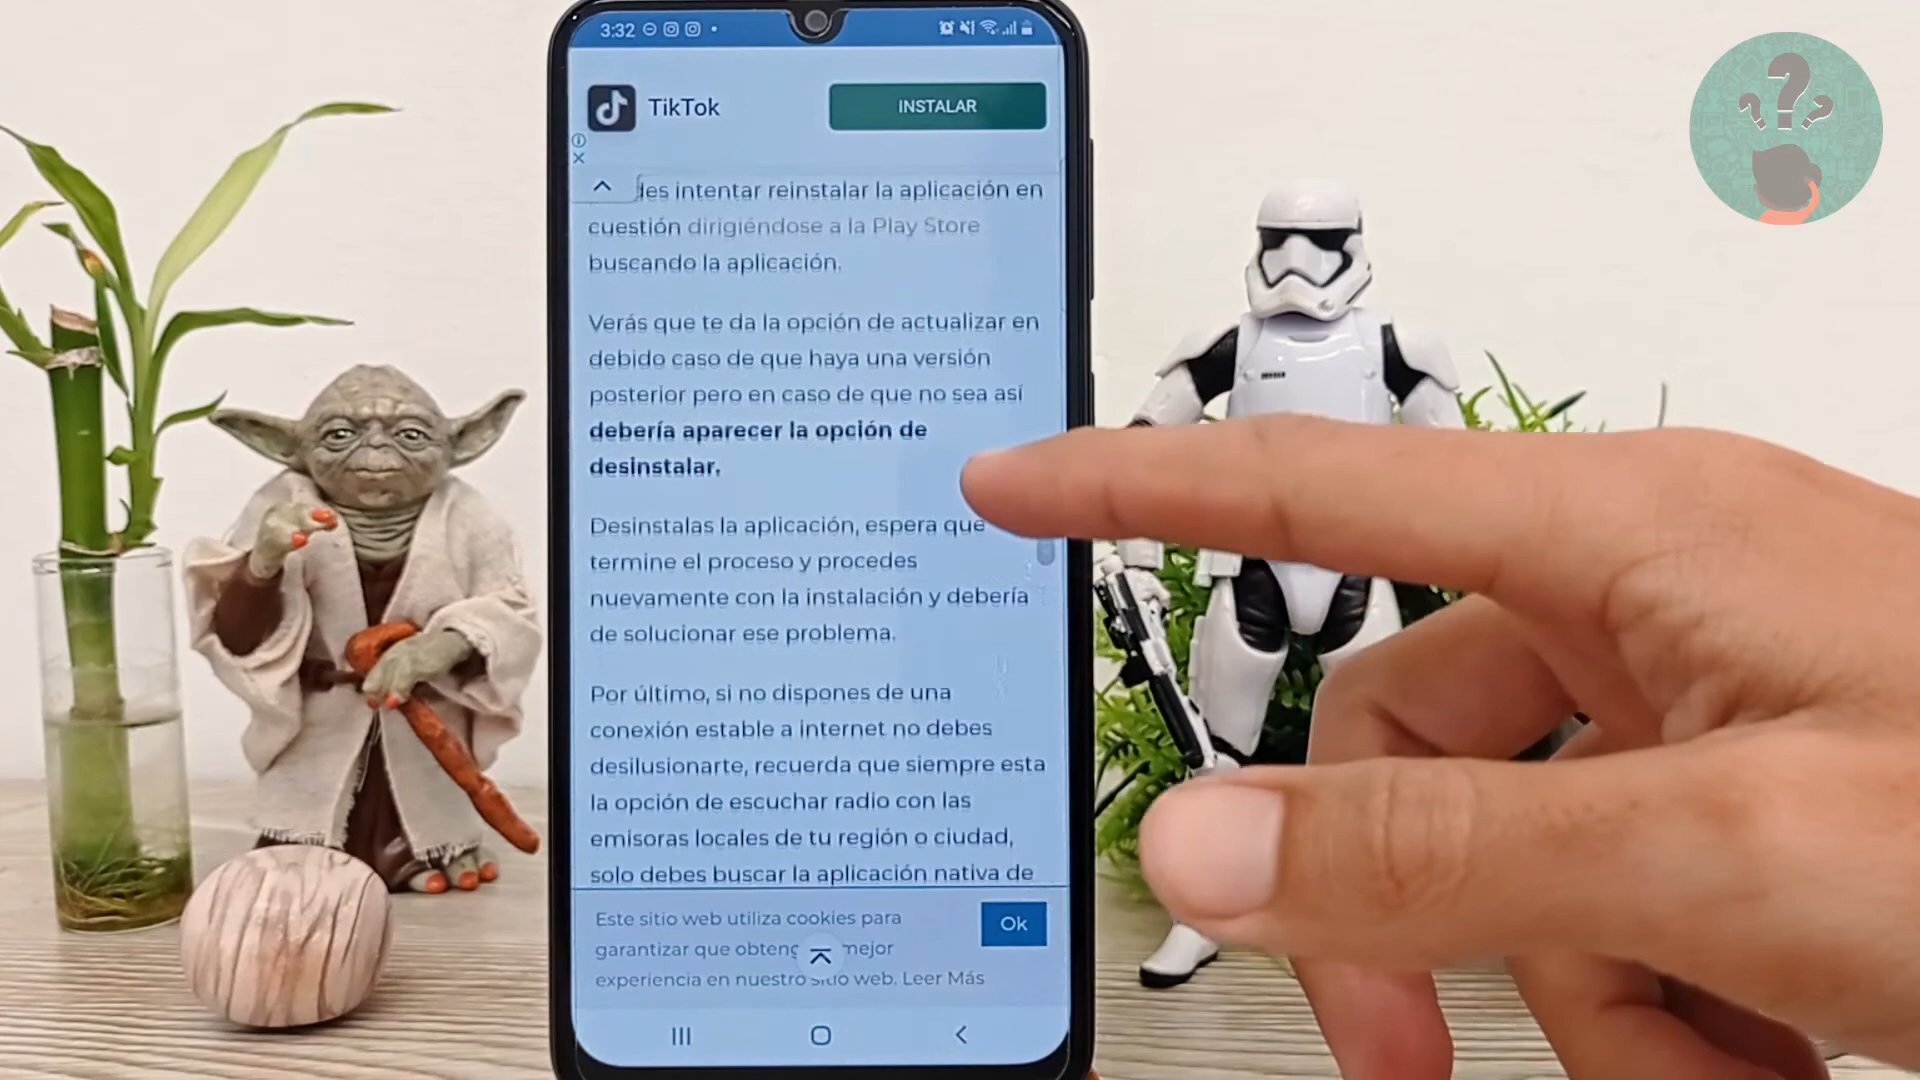 3:32
TikTok
INSTALAR
des intentar reinstalar la aplicación en
cuestión dirigiéndose a la Play Store
buscando la aplicación.
Verás que te da la opción de actualizar en
debido caso de que haya una versión
posterior pero en caso de que no sea así
debería aparecer la opción de
desinstalar.
Desinstalas la aplicación, espera que
termine el proceso y procedes
nuevamente con la instalación y debería
de solucionar ese problema.
Por último, si no dispones de una
conexión estable a internet no debes
desilusionarte, recuerda que siempre esta
la opción de escuchar radio con las
emisoras locales de tu región o ciudad,
solo debes buscar la aplicación nativa de
Este sitio web utiliza cookies para
garantizar que obteng mejor
experiencia en nuestro sitio web. Leer Más
Ok